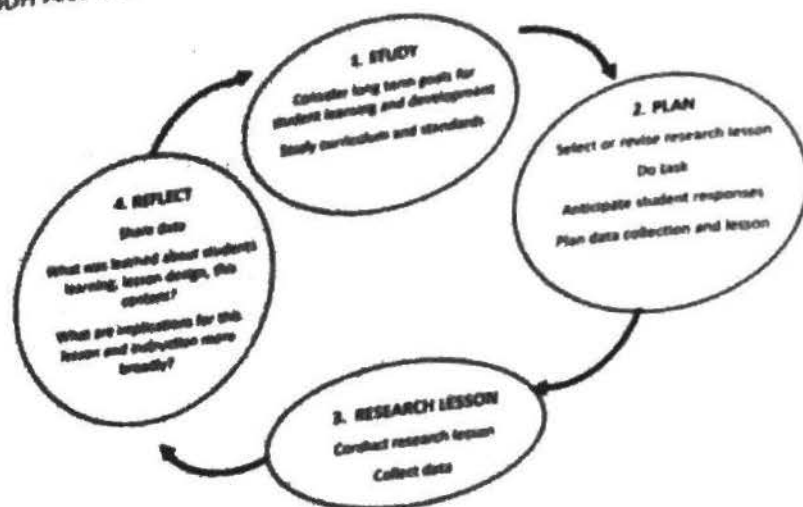 1. STUDY
Consider long term goals for
student learning and development
Study curriculum and standards
2. PLAN
Select or revise research lesson
Do task
Anticipate student responses
Plan data collection and lesson
3. RESEARCH LESSON
Conduct research lesson
Collect data
4. REFLECT
Share data
What was learned about students
learning, lesson design, this
content?
What are implications for this
lesson and instruction more
broadly?